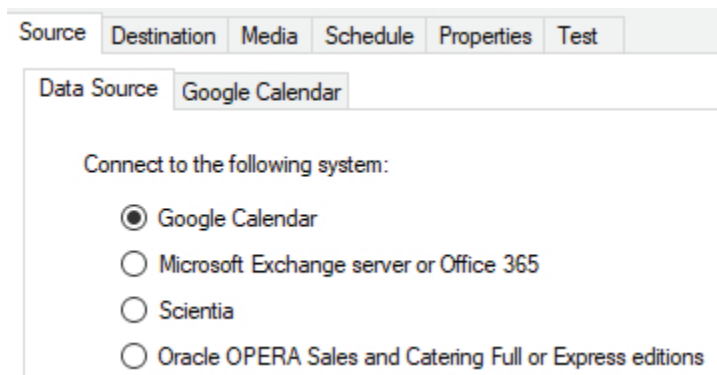 Source Destination Media Schedule Properties Test
Data Source Google Calendar
Connect to the following system:
Google Calendar
Microsoft Exchange server or Office 365
Scientia
Oracle OPERA Sales and Catering Full or Express editions